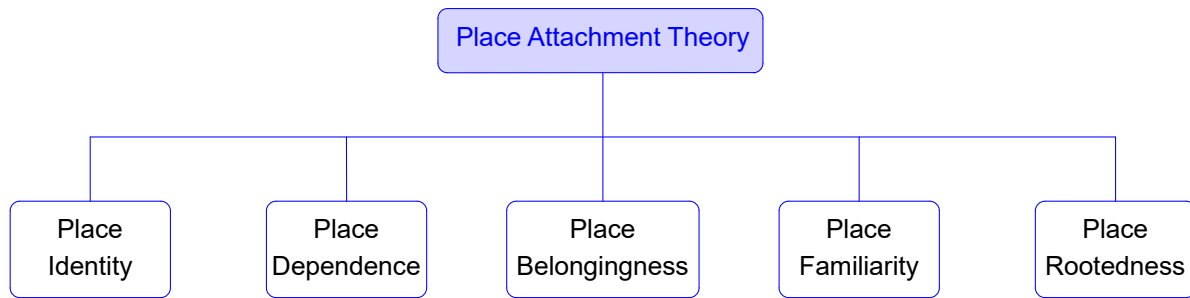 Place Attachment Theory
Place
Identity
Place
Dependence
Place
Belongingness
Place
Familiarity
Place
Rootedness